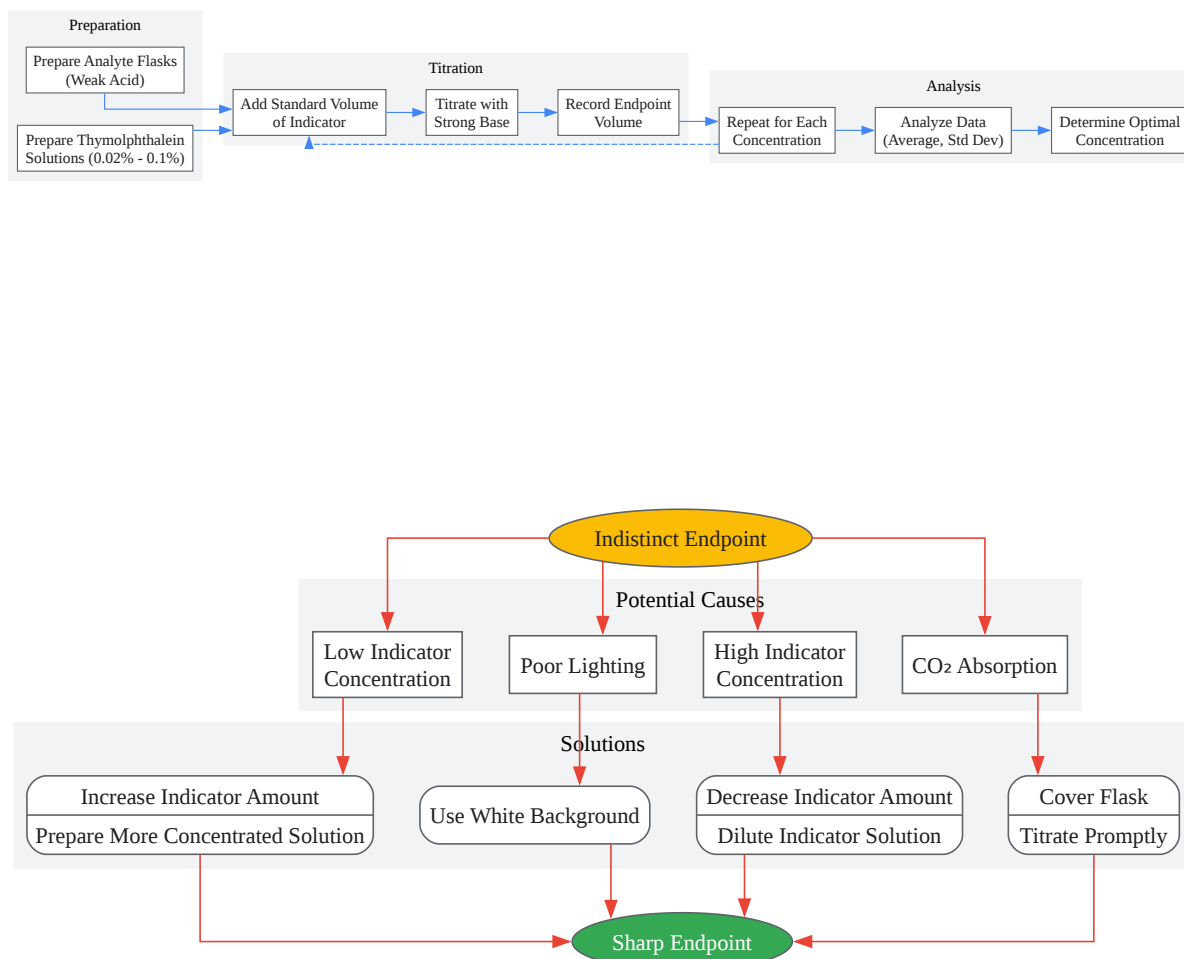 Preparation
Prepare Analyte Flasks
(Weak Acid)
Prepare Thymolphthalein
Solutions (0.02% - 0.1%)
Titration
Add Standard Volume
of Indicator
Titrate with
Strong Base
Record Endpoint
Volume
Analysis
Repeat for Each
Concentration
Analyze Data
(Average, Std Dev)
Determine Optimal
Concentration
Indistinct Endpoint
Potential Causes
Low Indicator
Concentration
Poor Lighting
High Indicator
Concentration
CO₂ Absorption
Solutions
Increase Indicator Amount
Prepare More Concentrated Solution
Use White Background
Decrease Indicator Amount
Dilute Indicator Solution
Cover Flask
Titrate Promptly
Sharp Endpoint